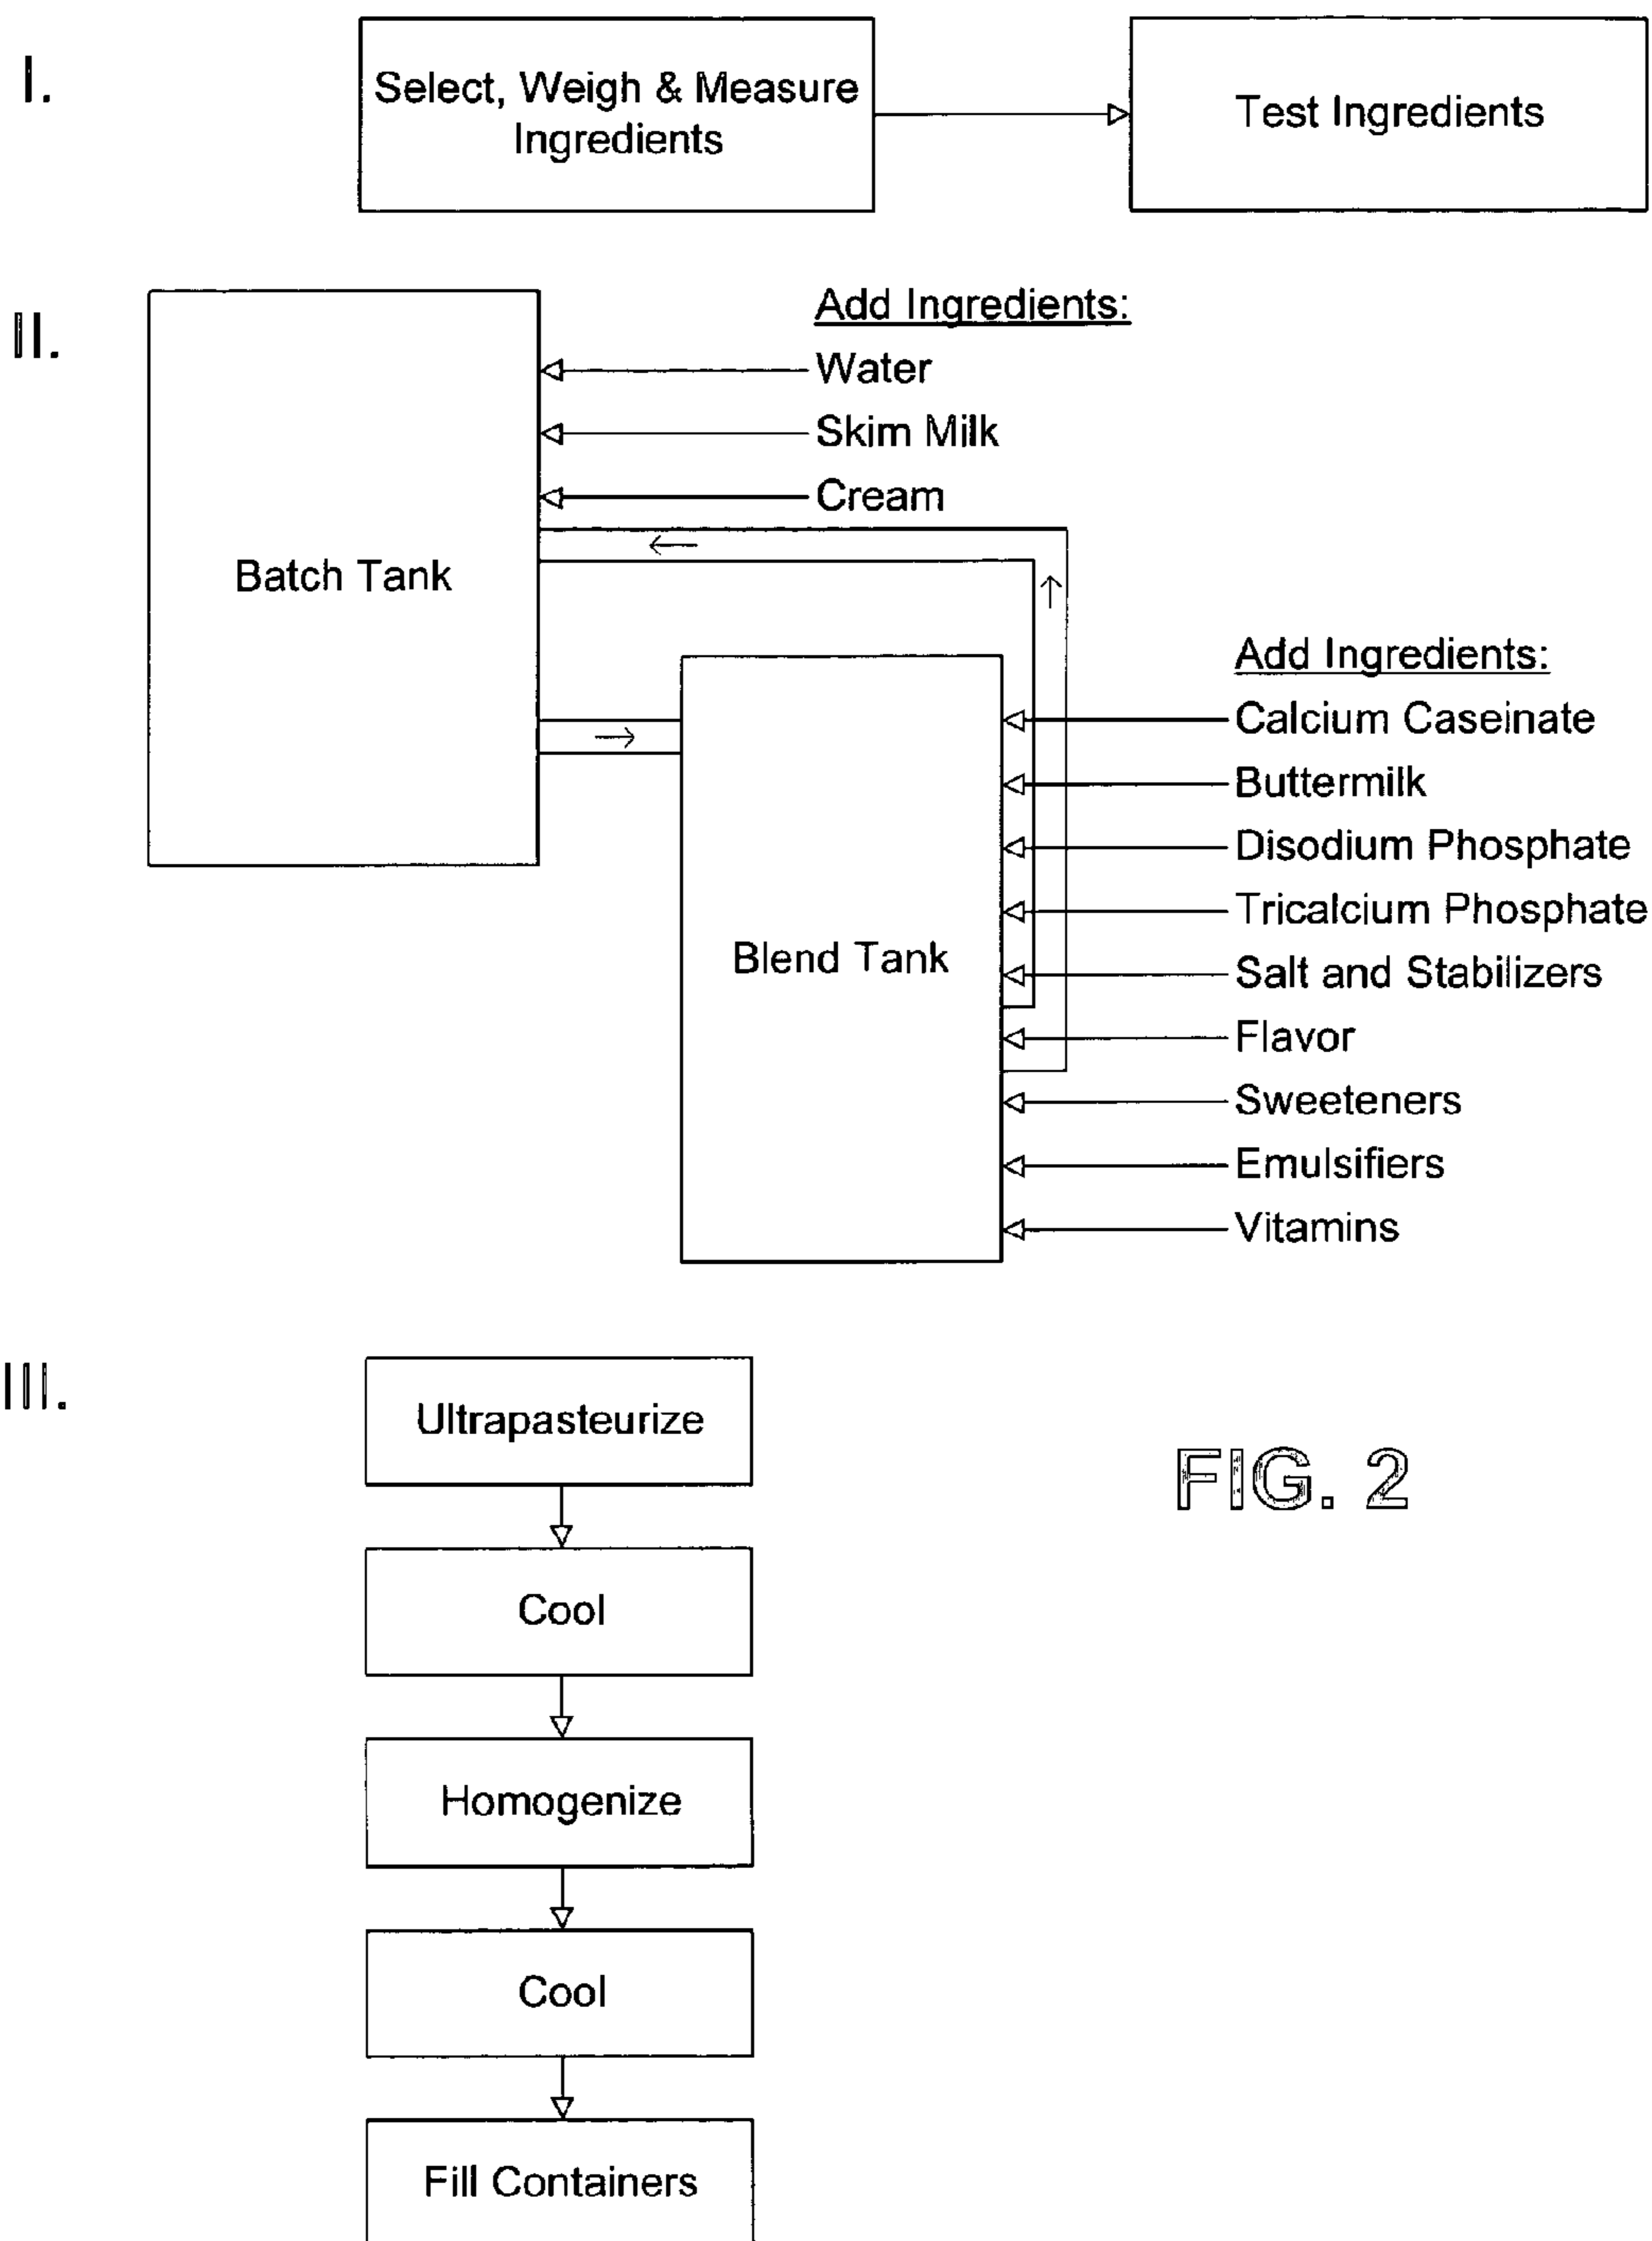 I.
Select, Weigh & Measure
Ingredients
Test Ingredients
II.
Add Ingredients:
Water
Skim Milk
Cream
Batch Tank
Add Ingredients:
Calcium Caseinate
Buttermilk
Disodium Phosphate
Tricalcium Phosphate
Blend Tank
Salt and Stabilizers
Flavor
Sweeteners
Emulsifiers
Vitamins
III.
Ultrapasteurize
FIG. 2
Cool
Homogenize
Cool
Fill Containers